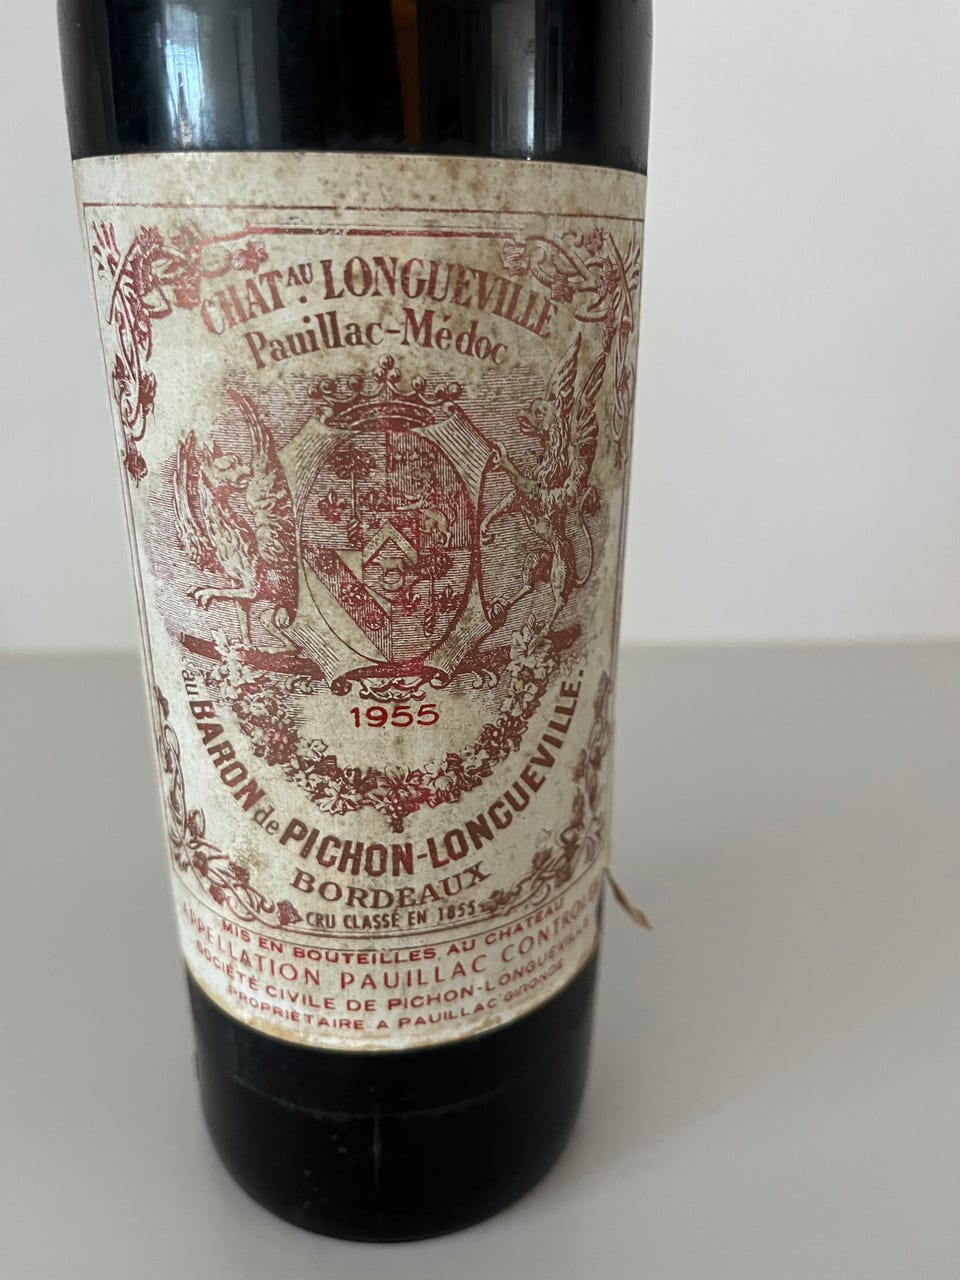 CHATAU LONGUEVILLE
Pauillac-Médoc
1955
au BARON de PICHON-LONGUEVILLE.
BORDEAUX
CRU CLASSÉ EN 1855
MIS EN BOUTEILLES AU CHATEAU
APPELLATION PAUILLAC CONTROLÉE
SOCIÉTÉ CIVILE DE PICHON-LONGUEVILLE
PROPRIÉTAIRE A PAUILLAC GIRONDE